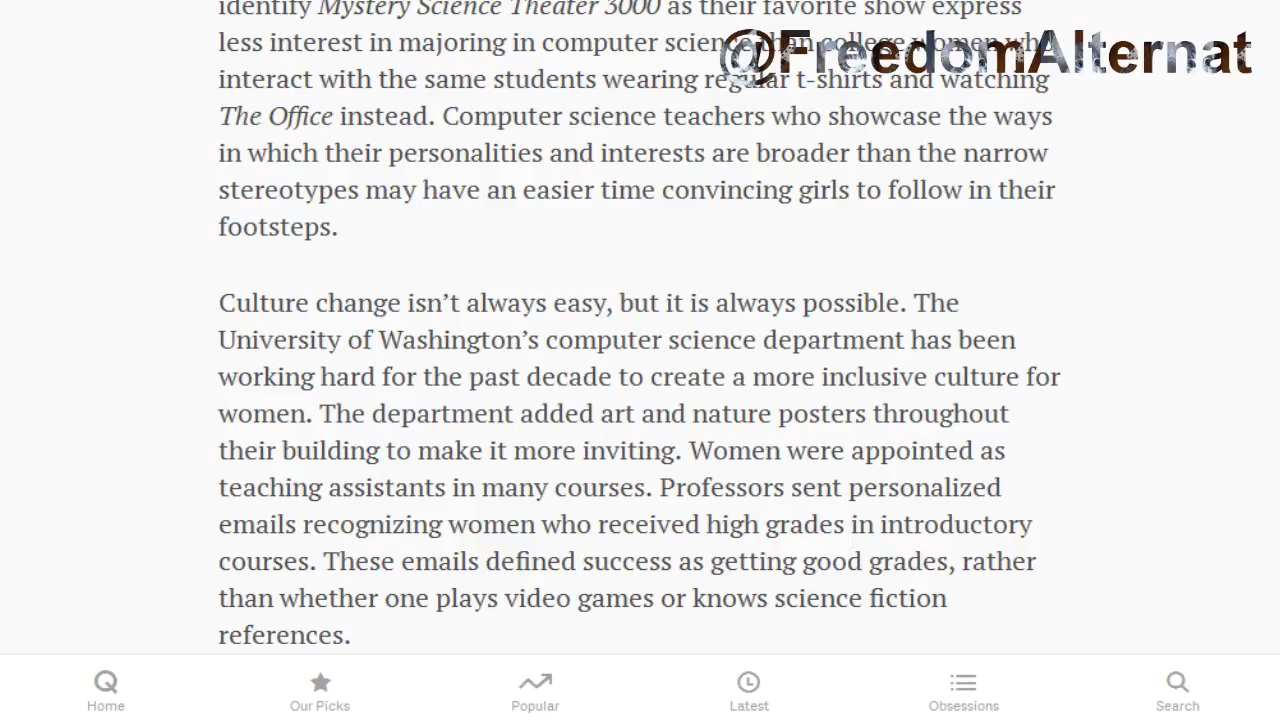 identify Mystery Science Theater 3000 as their favorite show express
@FreedomAlternat
less interest in majoring in computer science than college women who
interact with the same students wearing regular t-shirts and watching
The Office instead. Computer science teachers who showcase the ways
in which their personalities and interests are broader than the narrow
stereotypes may have an easier time convincing girls to follow in their
footsteps.
Culture change isn’t always easy, but it is always possible. The
University of Washington’s computer science department has been
working hard for the past decade to create a more inclusive culture for
women. The department added art and nature posters throughout
their building to make it more inviting. Women were appointed as
teaching assistants in many courses. Professors sent personalized
emails recognizing women who received high grades in introductory
courses. These emails defined success as getting good grades, rather
than whether one plays video games or knows science fiction
references.
Home Our Picks Popular Latest Obsessions Search